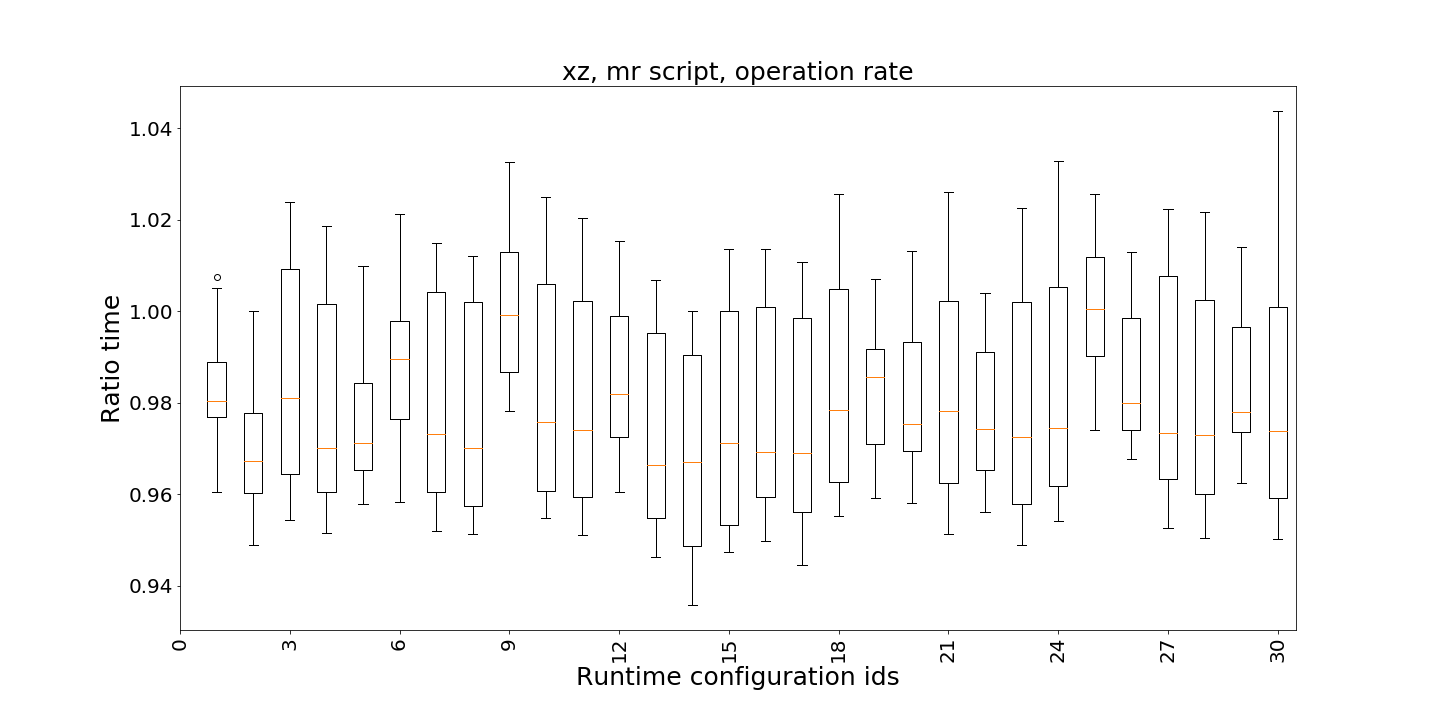 xz, mr script, operation rate
1.04
1.02
1.00
0.98
0.96
0.94
Ratio time
0 3 6 9 12 15 18 21 24 27 30
Runtime configuration ids